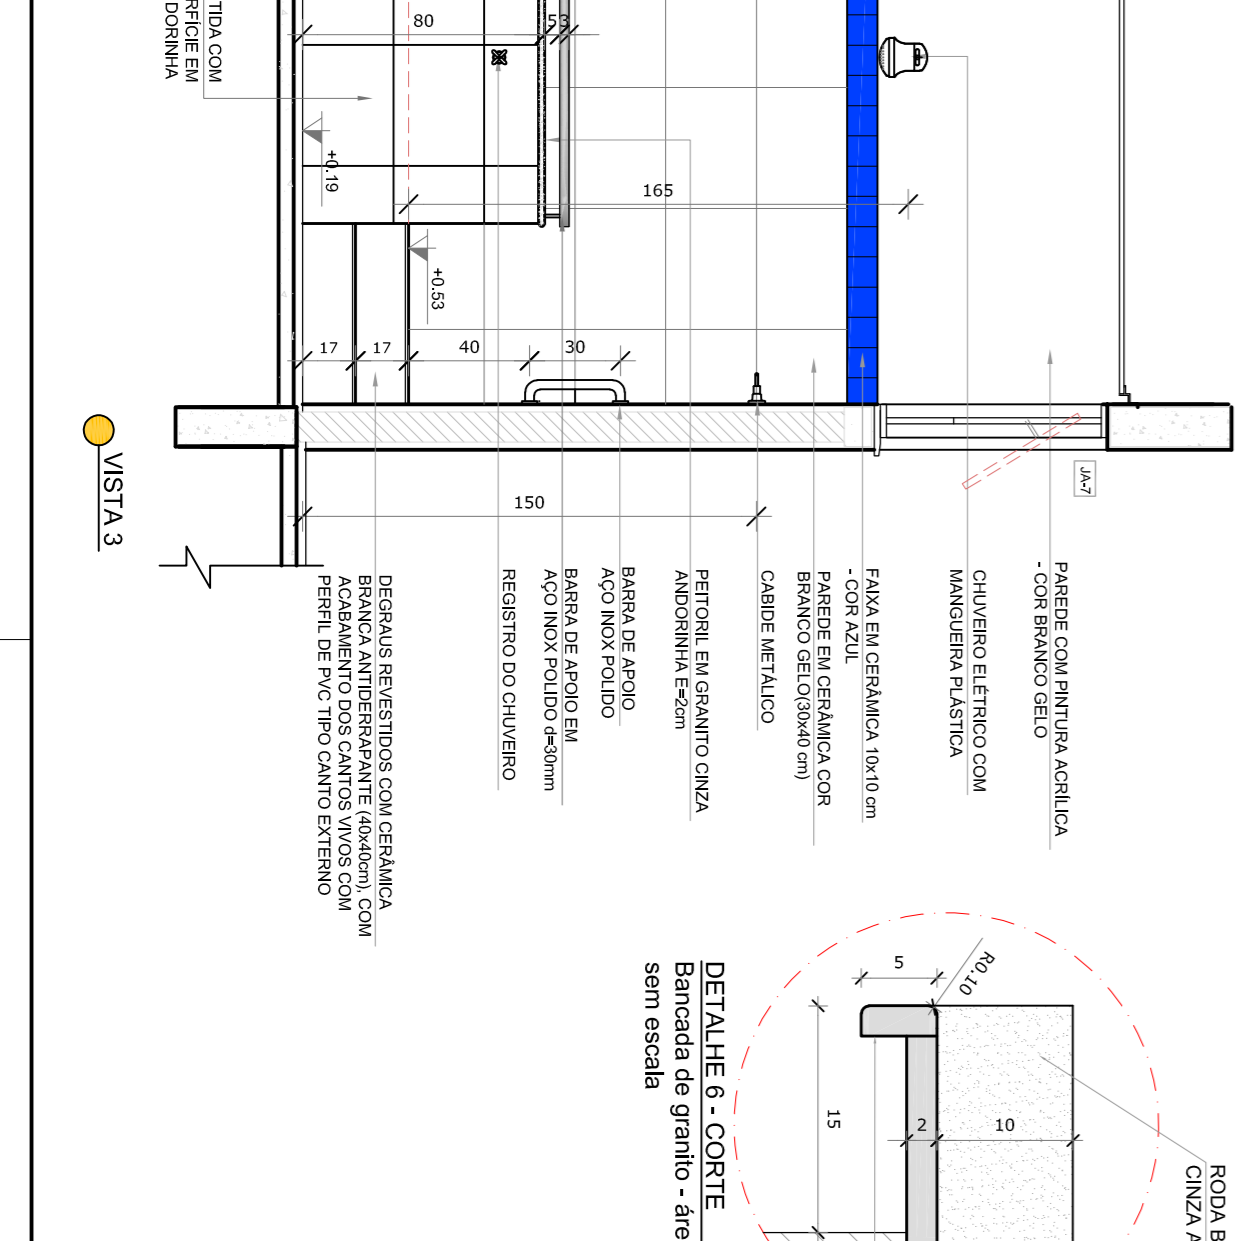 PAREDE COM PINTURA ACRÍLICA
- COR BRANCO GELO
CHUVEIRO ELÉTRICO COM
MANGUEIRA PLÁSTICA
FAIXA EM CERÂMICA 10x10 cm
- COR AZUL
PAREDE EM CERÂMICA COR
BRANCO GELO(30x40 cm)
CABIDE METÁLICO
PEITORIL EM GRANITO CINZA
ANDORINHA E=2cm
BARRA DE APOIO
AÇO INOX POLIDO
BARRA DE APOIO EM
AÇO INOX POLIDO d=30mm
REGISTRO DO CHUVEIRO
DEGRAUS REVESTIDOS COM CERÂMICA
BRANCA ANTIDERRAPANTE (40x40cm), COM
ACABAMENTO DOS CANTOS VIVOS COM
PERFIL DE PVC TIPO CANTO EXTERNO
TIDA COM
RFÍCIE EM
DORINHA
JA-7
80
53
165
+0.19
+0.53
17
17
40
30
150
VISTA 3
RODA B
CINZA A
R0.10
5
15
2
10
DETALHE 6 - CORTE
Bancada de granito - áre
sem escala